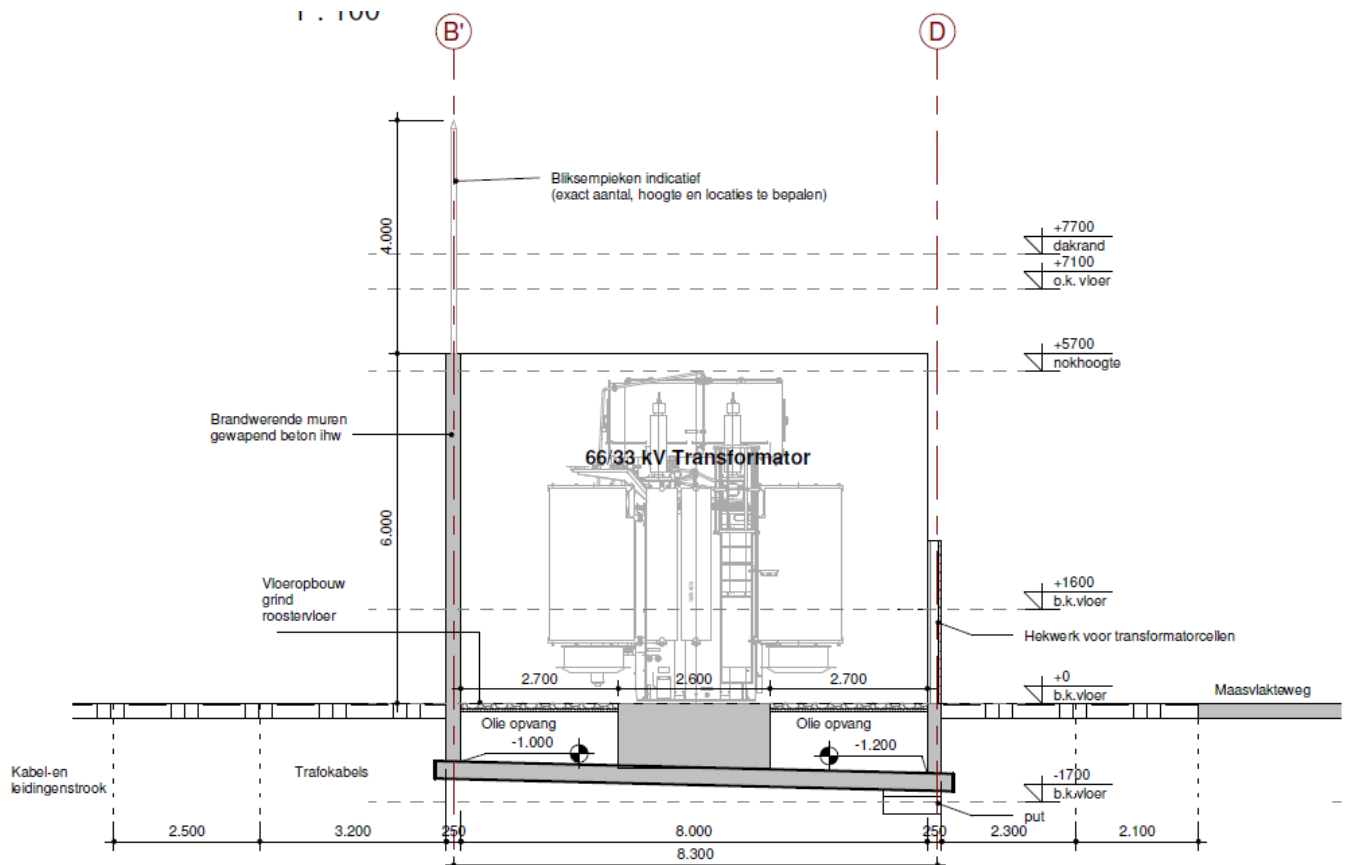 1 : 100
B'
D
Bliksempieken indicatief
(exact aantal, hoogte en locaties te bepalen)
4.000
+7700
dakrand
+7100
o.k. vloer
+5700
nokhoogte
Brandwerende muren
gewapend beton ihw
66/33 kV Transformator
6.000
Vloeropbouw
grind
roostervloer
+1600
b.k.vloer
Hekwerk voor transformatorcellen
2.700
2.600
2.700
+0
b.k.vloer
Maasvlakteweg
Olie opvang
Olie opvang
-1.000
-1.200
Kabel-en
leidingenstrook
Trafokabels
-1700
b.k.vloer
put
2.500
3.200
250
8.000
250
2.300
2.100
8.300